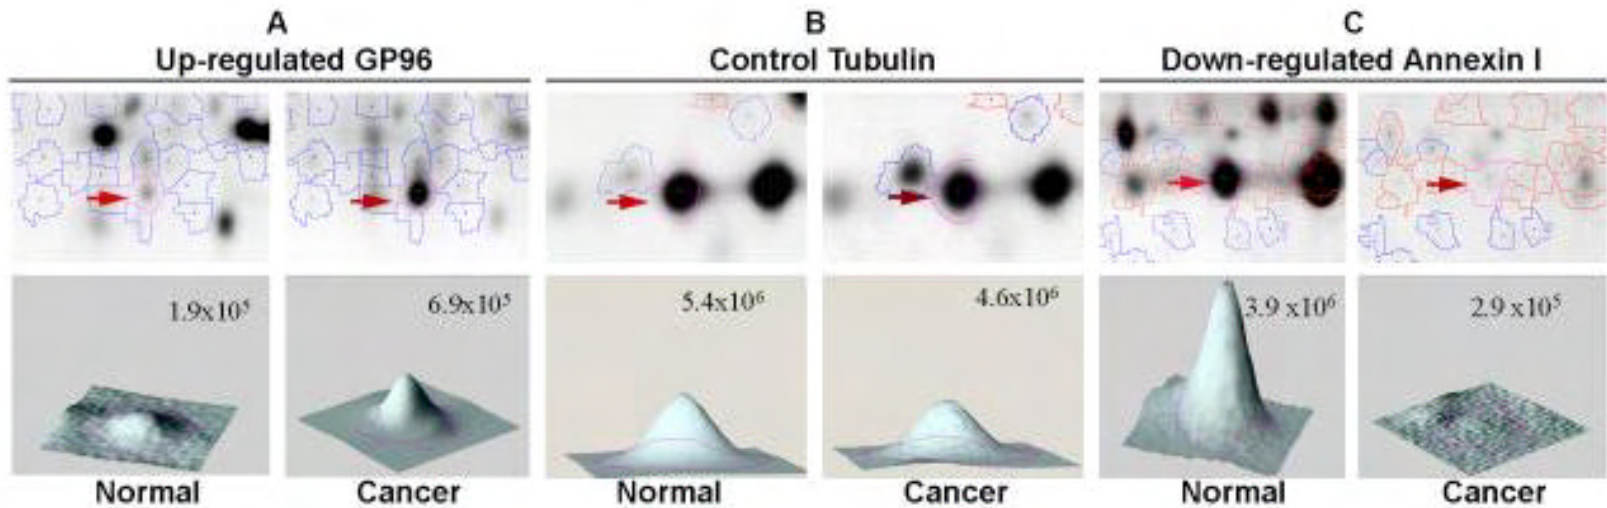 A
Up-regulated GP96
B
Control Tubulin
C
Down-regulated Annexin I
1.9x10⁵
6.9x10⁵
5.4x10⁶
4.6x10⁶
3.9 x10⁶
2.9 x10⁵
Normal
Cancer
Normal
Cancer
Normal
Cancer